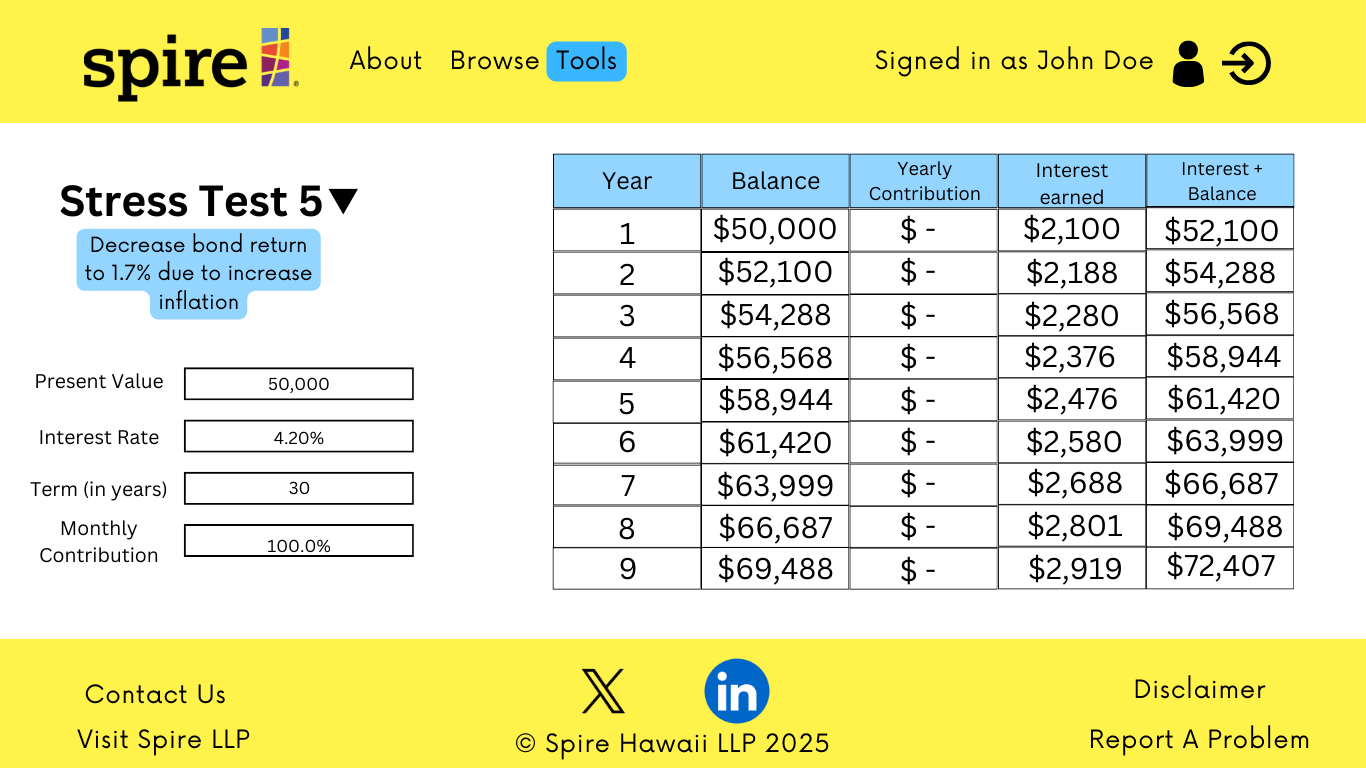 spire
About Browse Tools
Signed in as John Doe
Stress Test 5▼
Decrease bond return
to 1.7% due to increase
inflation
Present Value 50,000
Interest Rate 4.20%
Term (in years) 30
Monthly
Contribution 100.0%
Year Balance Yearly Contribution Interest earned Interest + Balance
1 $50,000 $ - $2,100 $52,100
2 $52,100 $ - $2,188 $54,288
3 $54,288 $ - $2,280 $56,568
4 $56,568 $ - $2,376 $58,944
5 $58,944 $ - $2,476 $61,420
6 $61,420 $ - $2,580 $63,999
7 $63,999 $ - $2,688 $66,687
8 $66,687 $ - $2,801 $69,488
9 $69,488 $ - $2,919 $72,407
Contact Us
Visit Spire LLP
X
in
© Spire Hawaii LLP 2025
Disclaimer
Report A Problem